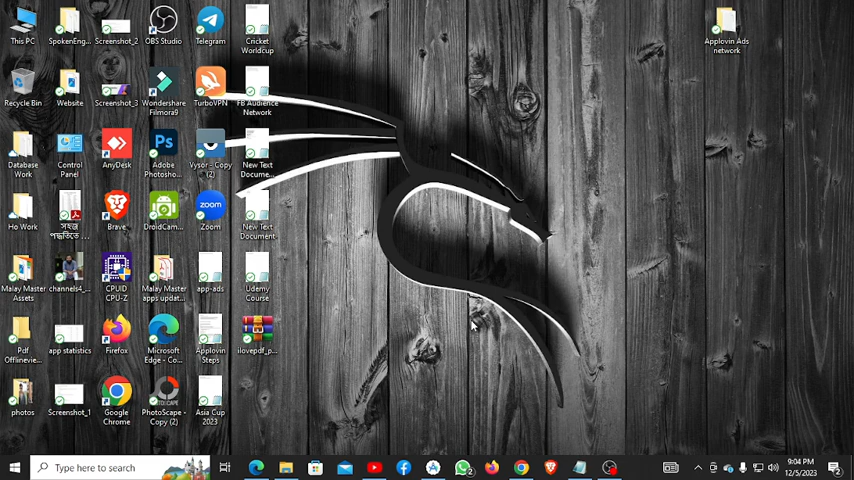 This PC
SpokenEng...
Screenshot_2
OBS Studio
Telegram
Cricket
Worldcup
Applovin Ads
network
Recycle Bin
Website
Screenshot_3
Wondershare
Filmora9
TurboVPN
FB Audience
Network
Database
Work
Control
Panel
AnyDesk
Adobe
Photosho...
Vysor - Copy
(2)
New Text
Docume...
Ho Work
সহজ
পদ্ধতিতে ...
Brave
DroidCam...
Zoom
New Text
Document
Malay Master
Assets
channels4_...
CPUID
CPU-Z
Malay Master
apps updat...
app-ads
Udemy
Course
Pdf
Offlinevie...
app statistics
Firefox
Microsoft
Edge - Co...
Applovin
Steps
ilovepdf_p...
photos
Screenshot_1
Google
Chrome
PhotoScape -
Copy (2)
Asia Cup
2023
Type here to search
9:04 PM
12/5/2023